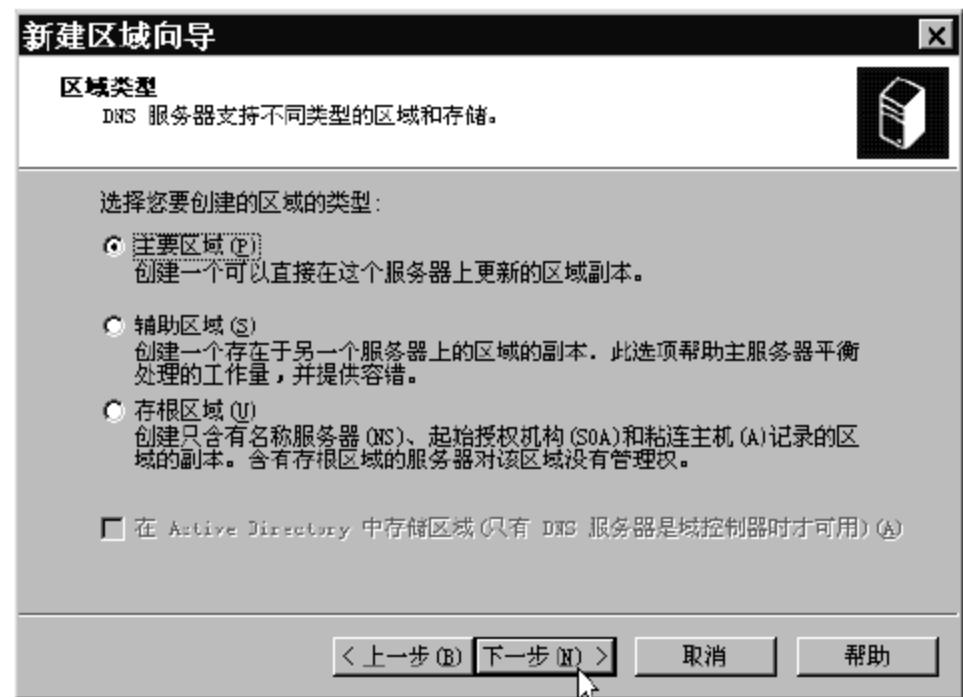 新建区域向导
区域类型
DNS 服务器支持不同类型的区域和存储。
选择您要创建的区域的类型:
主要区域(P)
创建一个可以直接在这个服务器上更新的区域副本。
辅助区域(S)
创建一个存在于另一个服务器上的区域的副本. 此选项帮助主服务器平衡
处理的工作量,并提供容错。
存根区域(U)
创建只含有名称服务器(NS)、起始授权机构(SOA)和粘连主机(A)记录的区
域的副本。含有存根区域的服务器对该区域没有管理权。
在 Active Directory 中存储区域(只有 DNS 服务器是域控制器时才可用)(A)
< 上一步(B) 下一步(N) > 取消 帮助